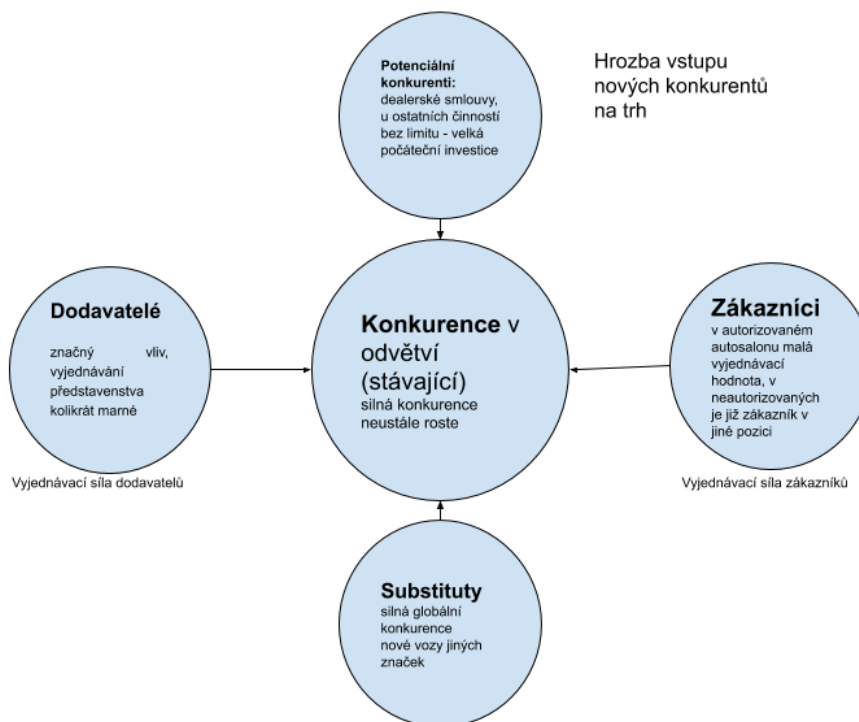 Potenciální
konkurenti:
dealerské smlouvy,
u ostatních činností
bez limitu - velká
počáteční investice
Hrozba vstupu
nových konkurentů
na trh
Dodavatelé
značný vliv,
vyjednávání
představenstva
kolikrát marné
Vyjednávací síla dodavatelů
Konkurence v
odvětví
(stávající)
silná konkurence
neustále roste
Zákazníci
v autorizovaném
autosalonu malá
vyjednávací
hodnota, v
neautorizovaných
je již zákazník v
jiné pozici
Vyjednávací síla zákazníků
Substituty
silná globální
konkurence
nové vozy jiných
značek